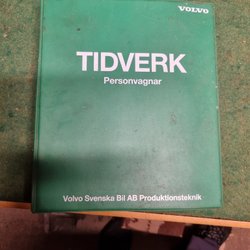 VOLVO
TIDVERK
Personvagnar
Volvo Svenska Bil AB Produktionsteknik